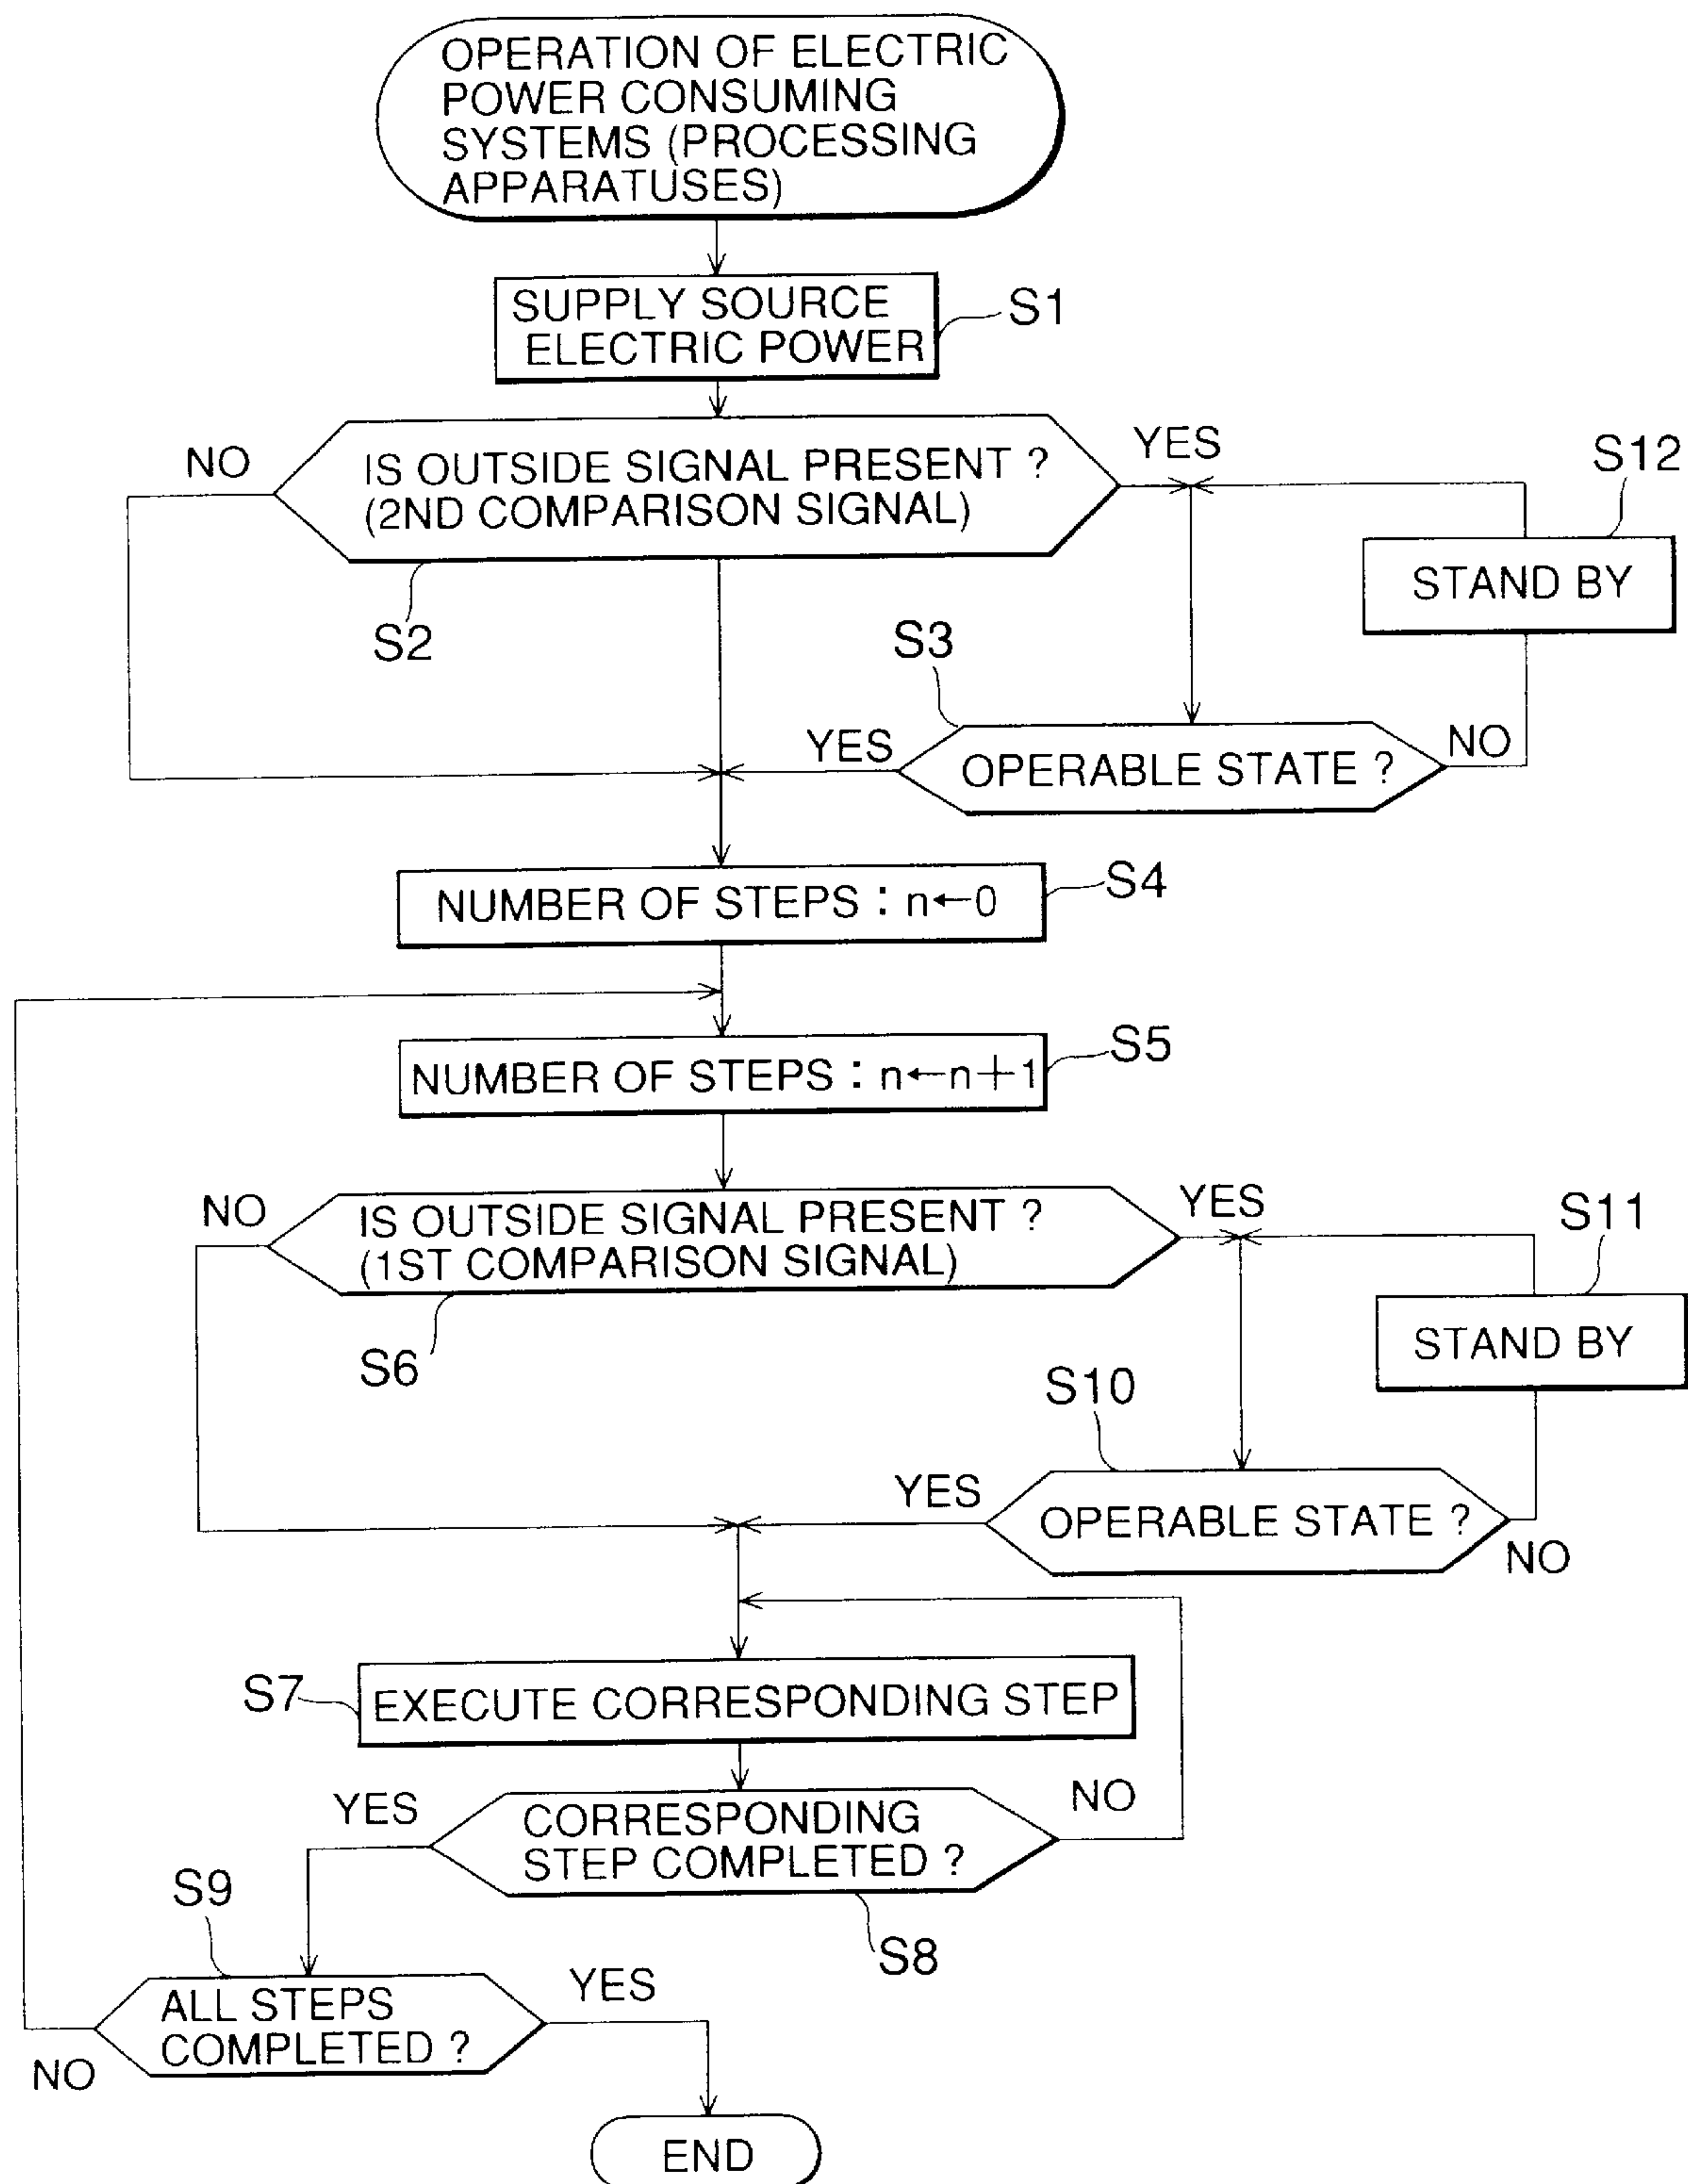 OPERATION OF ELECTRIC
POWER CONSUMING
SYSTEMS (PROCESSING
APPARATUSES)
SUPPLY SOURCE
ELECTRIC POWER
S1
NO
IS OUTSIDE SIGNAL PRESENT ?
(2ND COMPARISON SIGNAL)
YES
S12
STAND BY
S2
S3
YES
OPERABLE STATE ?
NO
NUMBER OF STEPS : n←0
S4
NUMBER OF STEPS : n←n+1
S5
NO
IS OUTSIDE SIGNAL PRESENT ?
(1ST COMPARISON SIGNAL)
YES
S11
STAND BY
S6
S10
YES
OPERABLE STATE ?
NO
S7
EXECUTE CORRESPONDING STEP
YES
CORRESPONDING
STEP COMPLETED ?
NO
S9
S8
ALL STEPS
COMPLETED ?
YES
NO
END